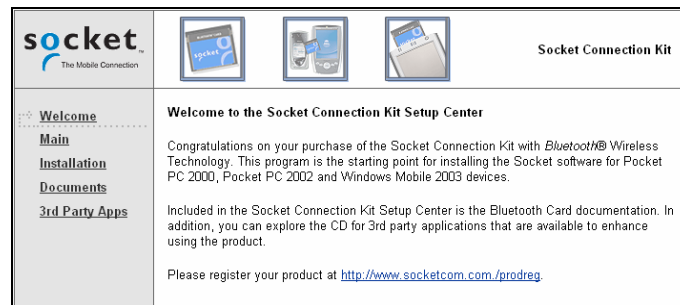 socket™
The Mobile Connection
Socket Connection Kit
Welcome
Main
Installation
Documents
3rd Party Apps
Welcome to the Socket Connection Kit Setup Center
Congratulations on your purchase of the Socket Connection Kit with Bluetooth® Wireless
Technology. This program is the starting point for installing the Socket software for Pocket
PC 2000, Pocket PC 2002 and Windows Mobile 2003 devices.
Included in the Socket Connection Kit Setup Center is the Bluetooth Card documentation. In
addition, you can explore the CD for 3rd party applications that are available to enhance
using the product.
Please register your product at http://www.socketcom.com./prodreg.